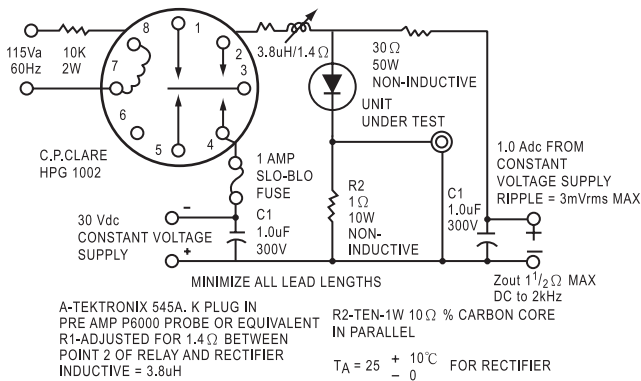 115Va
60Hz
10K
2W
8
1
2
7
3
6
5
4
3.8uH/1.4Ω
30Ω
50W
NON-INDUCTIVE
UNIT
UNDER TEST
C.P.CLARE
HPG 1002
1 AMP
SLO-BLO
FUSE
R2
1Ω
10W
NON-
INDUCTIVE
C1
1.0uF
300V
1.0 Adc FROM
CONSTANT
VOLTAGE SUPPLY
RIPPLE = 3mVrms MAX
–
30 Vdc
CONSTANT VOLTAGE
SUPPLY
+
C1
1.0uF
300V
+
–
MINIMIZE ALL LEAD LENGTHS
Zout 1 1/2 Ω MAX
DC to 2kHz
A-TEKTRONIX 545A. K PLUG IN
PRE AMP P6000 PROBE OR EQUIVALENT
R1-ADJUSTED FOR 1.4Ω BETWEEN
POINT 2 OF RELAY AND RECTIFIER
INDUCTIVE = 3.8uH
R2-TEN-1W 10Ω % CARBON CORE
IN PARALLEL
TA = 25 + 10℃ – 0 FOR RECTIFIER